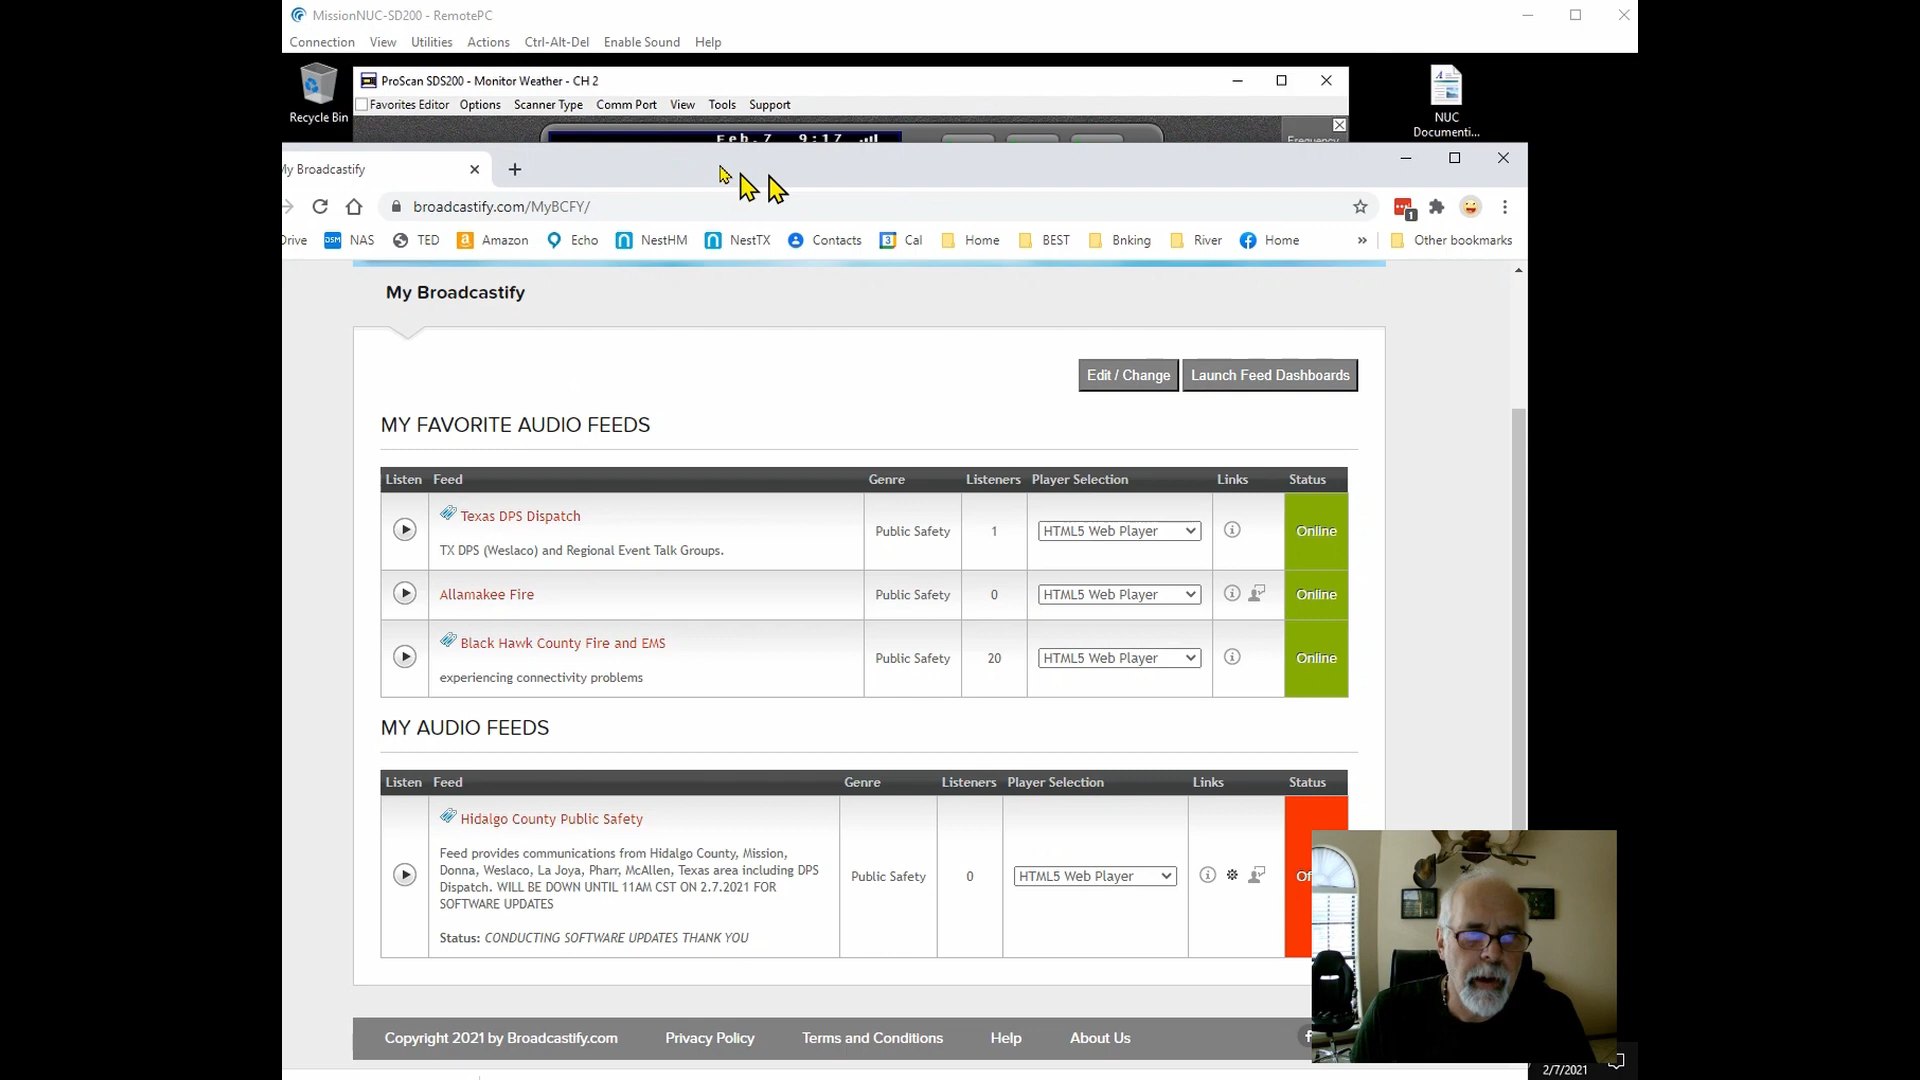 MissionNUC-SD200 - RemotePC
Connection View Utilities Actions Ctrl-Alt-Del Enable Sound Help
ProScan SDS200 - Monitor Weather - CH 2
Favorites Editor Options Scanner Type Comm Port View Tools Support
Recycle Bin
NUC
Documenti...
Feb. 7 9:17
Frequency
My Broadcastify
broadcastify.com/MyBCFY/
1
Drive NAS TED Amazon Echo NestHM NestTX Contacts 3 Cal Home BEST Bnking River Home » Other bookmarks
My Broadcastify
Edit / Change Launch Feed Dashboards
MY FAVORITE AUDIO FEEDS
Listen Feed Genre Listeners Player Selection Links Status
Texas DPS Dispatch
TX DPS (Weslaco) and Regional Event Talk Groups.
Public Safety 1 HTML5 Web Player Online
Allamakee Fire Public Safety 0 HTML5 Web Player Online
Black Hawk County Fire and EMS
experiencing connectivity problems
Public Safety 20 HTML5 Web Player Online
MY AUDIO FEEDS
Listen Feed Genre Listeners Player Selection Links Status
Hidalgo County Public Safety
Feed provides communications from Hidalgo County, Mission,
Donna, Weslaco, La Joya, Pharr, McAllen, Texas area including DPS
Dispatch. WILL BE DOWN UNTIL 11AM CST ON 2.7.2021 FOR
SOFTWARE UPDATES
Status: CONDUCTING SOFTWARE UPDATES THANK YOU
Public Safety 0 HTML5 Web Player Of
Copyright 2021 by Broadcastify.com Privacy Policy Terms and Conditions Help About Us
2/7/2021